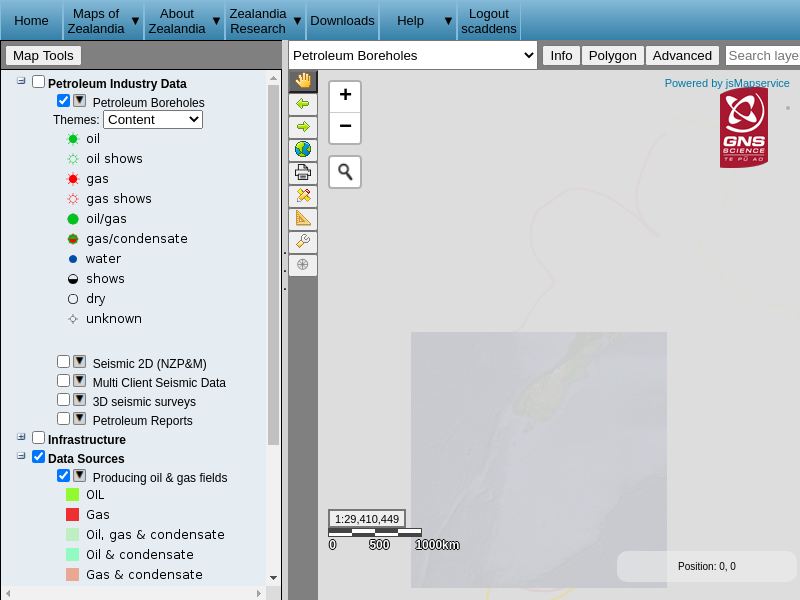 Home
Maps of Zealandia ▼
About Zealandia ▼
Zealandia Research ▼
Downloads
Help ▼
Logout scaddens
Map Tools
Petroleum Boreholes
Info
Polygon
Advanced
Search laye
Petroleum Industry Data
Petroleum Boreholes
Themes: Content
oil
oil shows
gas
gas shows
oil/gas
gas/condensate
water
shows
dry
unknown
Seismic 2D (NZP&M)
Multi Client Seismic Data
3D seismic surveys
Petroleum Reports
Infrastructure
Data Sources
Producing oil & gas fields
OIL
Gas
Oil, gas & condensate
Oil & condensate
Gas & condensate
+
−
Powered by jsMapservice
GNS
SCIENCE
TE PŪ AO
1:29,410,449
0 500 1000km
Position: 0, 0